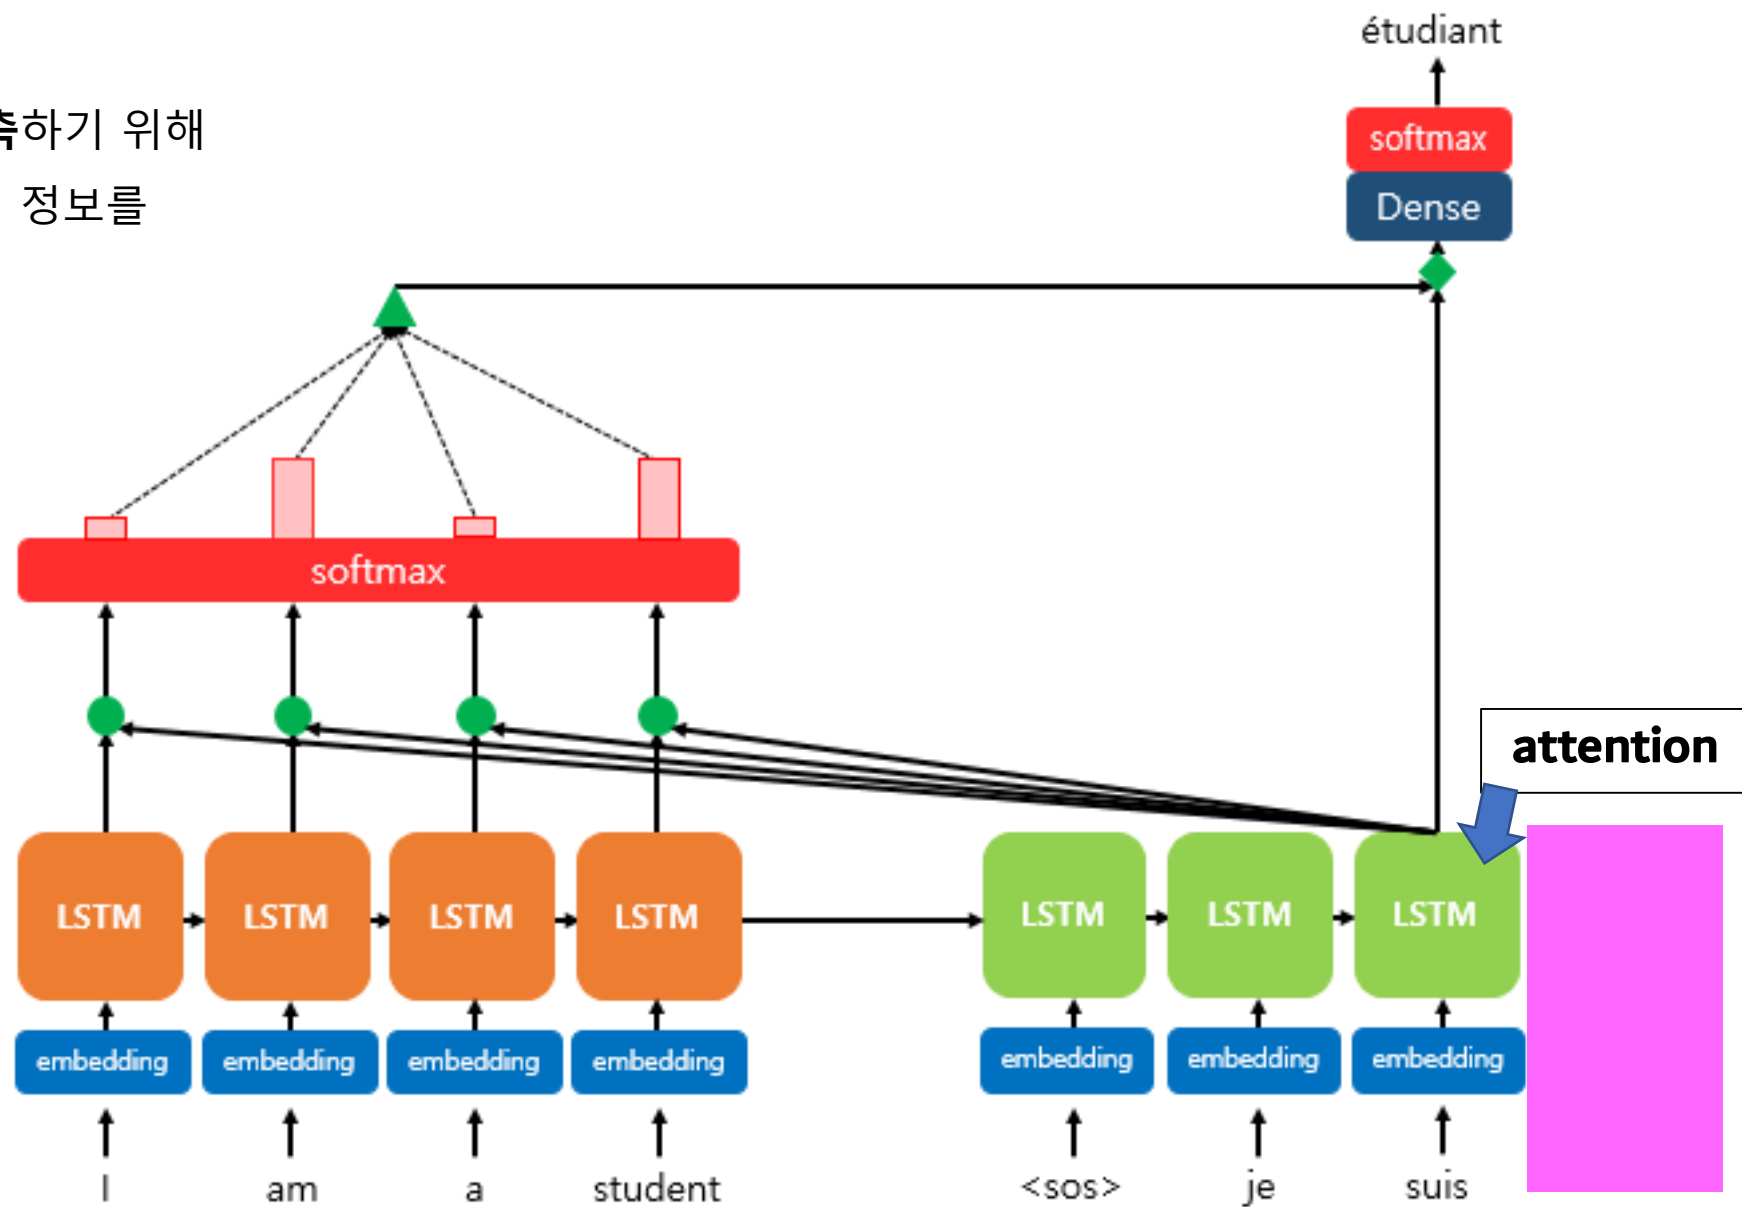 étudiant
측하기 위해
정보를
softmax
Dense
softmax
attention
LSTM LSTM LSTM LSTM LSTM LSTM LSTM
embedding embedding embedding embedding embedding embedding embedding
I am a student <sos> je suis